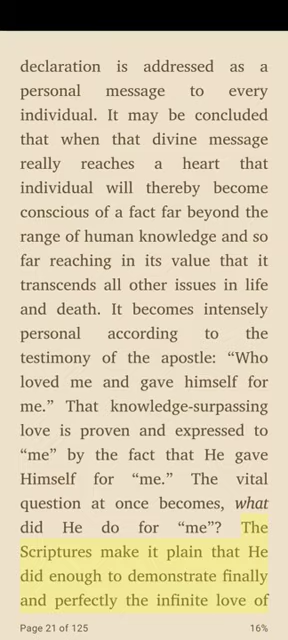 declaration is addressed as a
personal message to every
individual. It may be concluded
that when that divine message
really reaches a heart that
individual will thereby become
conscious of a fact far beyond the
range of human knowledge and so
far reaching in its value that it
transcends all other issues in life
and death. It becomes intensely
personal according to the
testimony of the apostle: “Who
loved me and gave himself for
me.” That knowledge-surpassing
love is proven and expressed to
“me” by the fact that He gave
Himself for “me.” The vital
question at once becomes, what
did He do for “me”? The
Scriptures make it plain that He
did enough to demonstrate finally
and perfectly the infinite love of
Page 21 of 125 16%